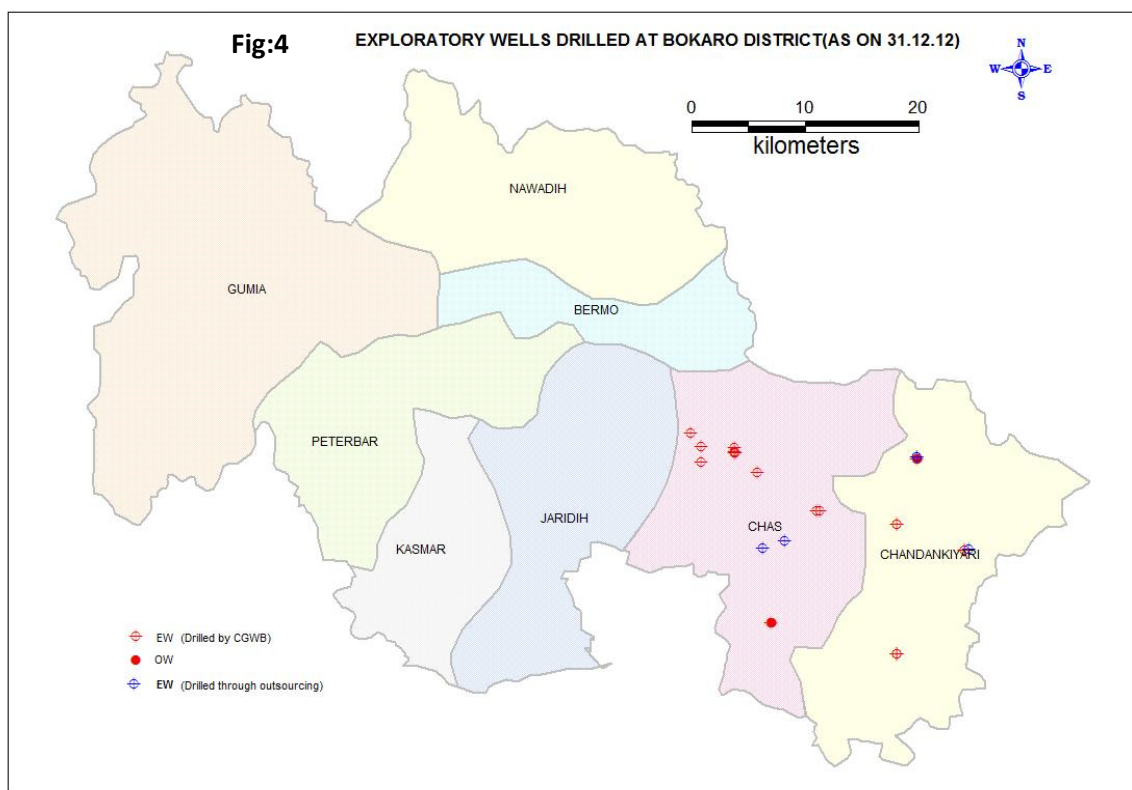 Fig:4
EXPLORATORY WELLS DRILLED AT BOKARO DISTRICT(AS ON 31.12.12)
N
W E
S
0 10 20
kilometers
NAWADIH
GUMIA
BERMO
PETERBAR
JARIDIH
CHAS
KASMAR
CHANDANKIYARI
EW (Drilled by CGWB)
OW
EW (Drilled through outsourcing)